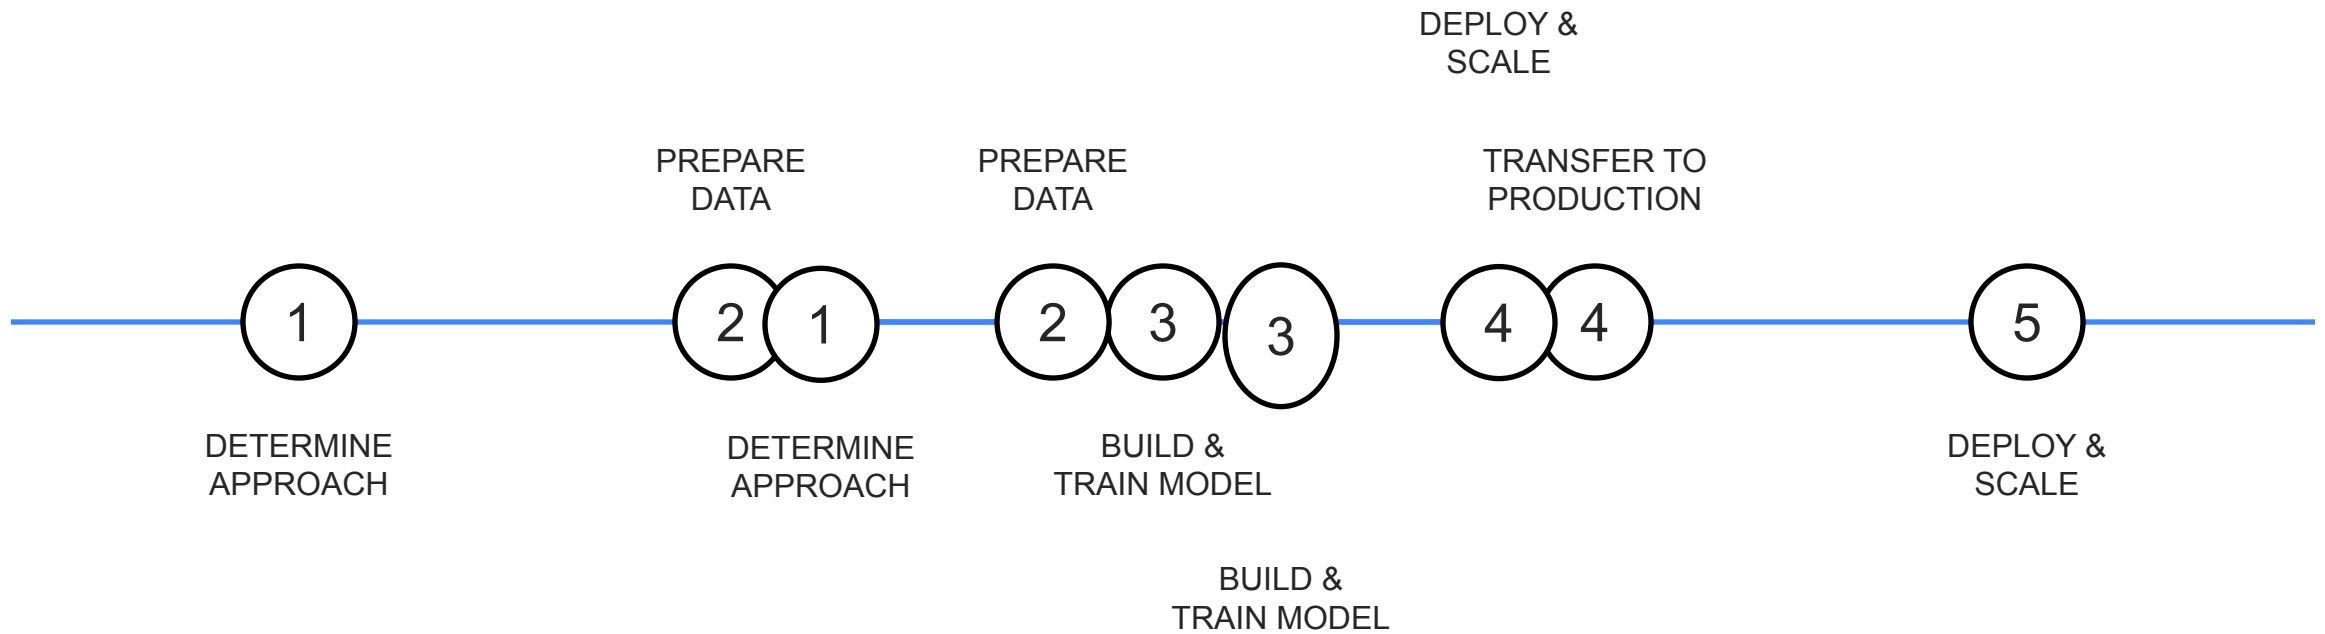 DEPLOY &
SCALE
PREPARE
DATA
PREPARE
DATA
TRANSFER TO
PRODUCTION
1
2
1
2
3
3
4
4
5
DETERMINE
APPROACH
DETERMINE
APPROACH
BUILD &
TRAIN MODEL
DEPLOY &
SCALE
BUILD &
TRAIN MODEL